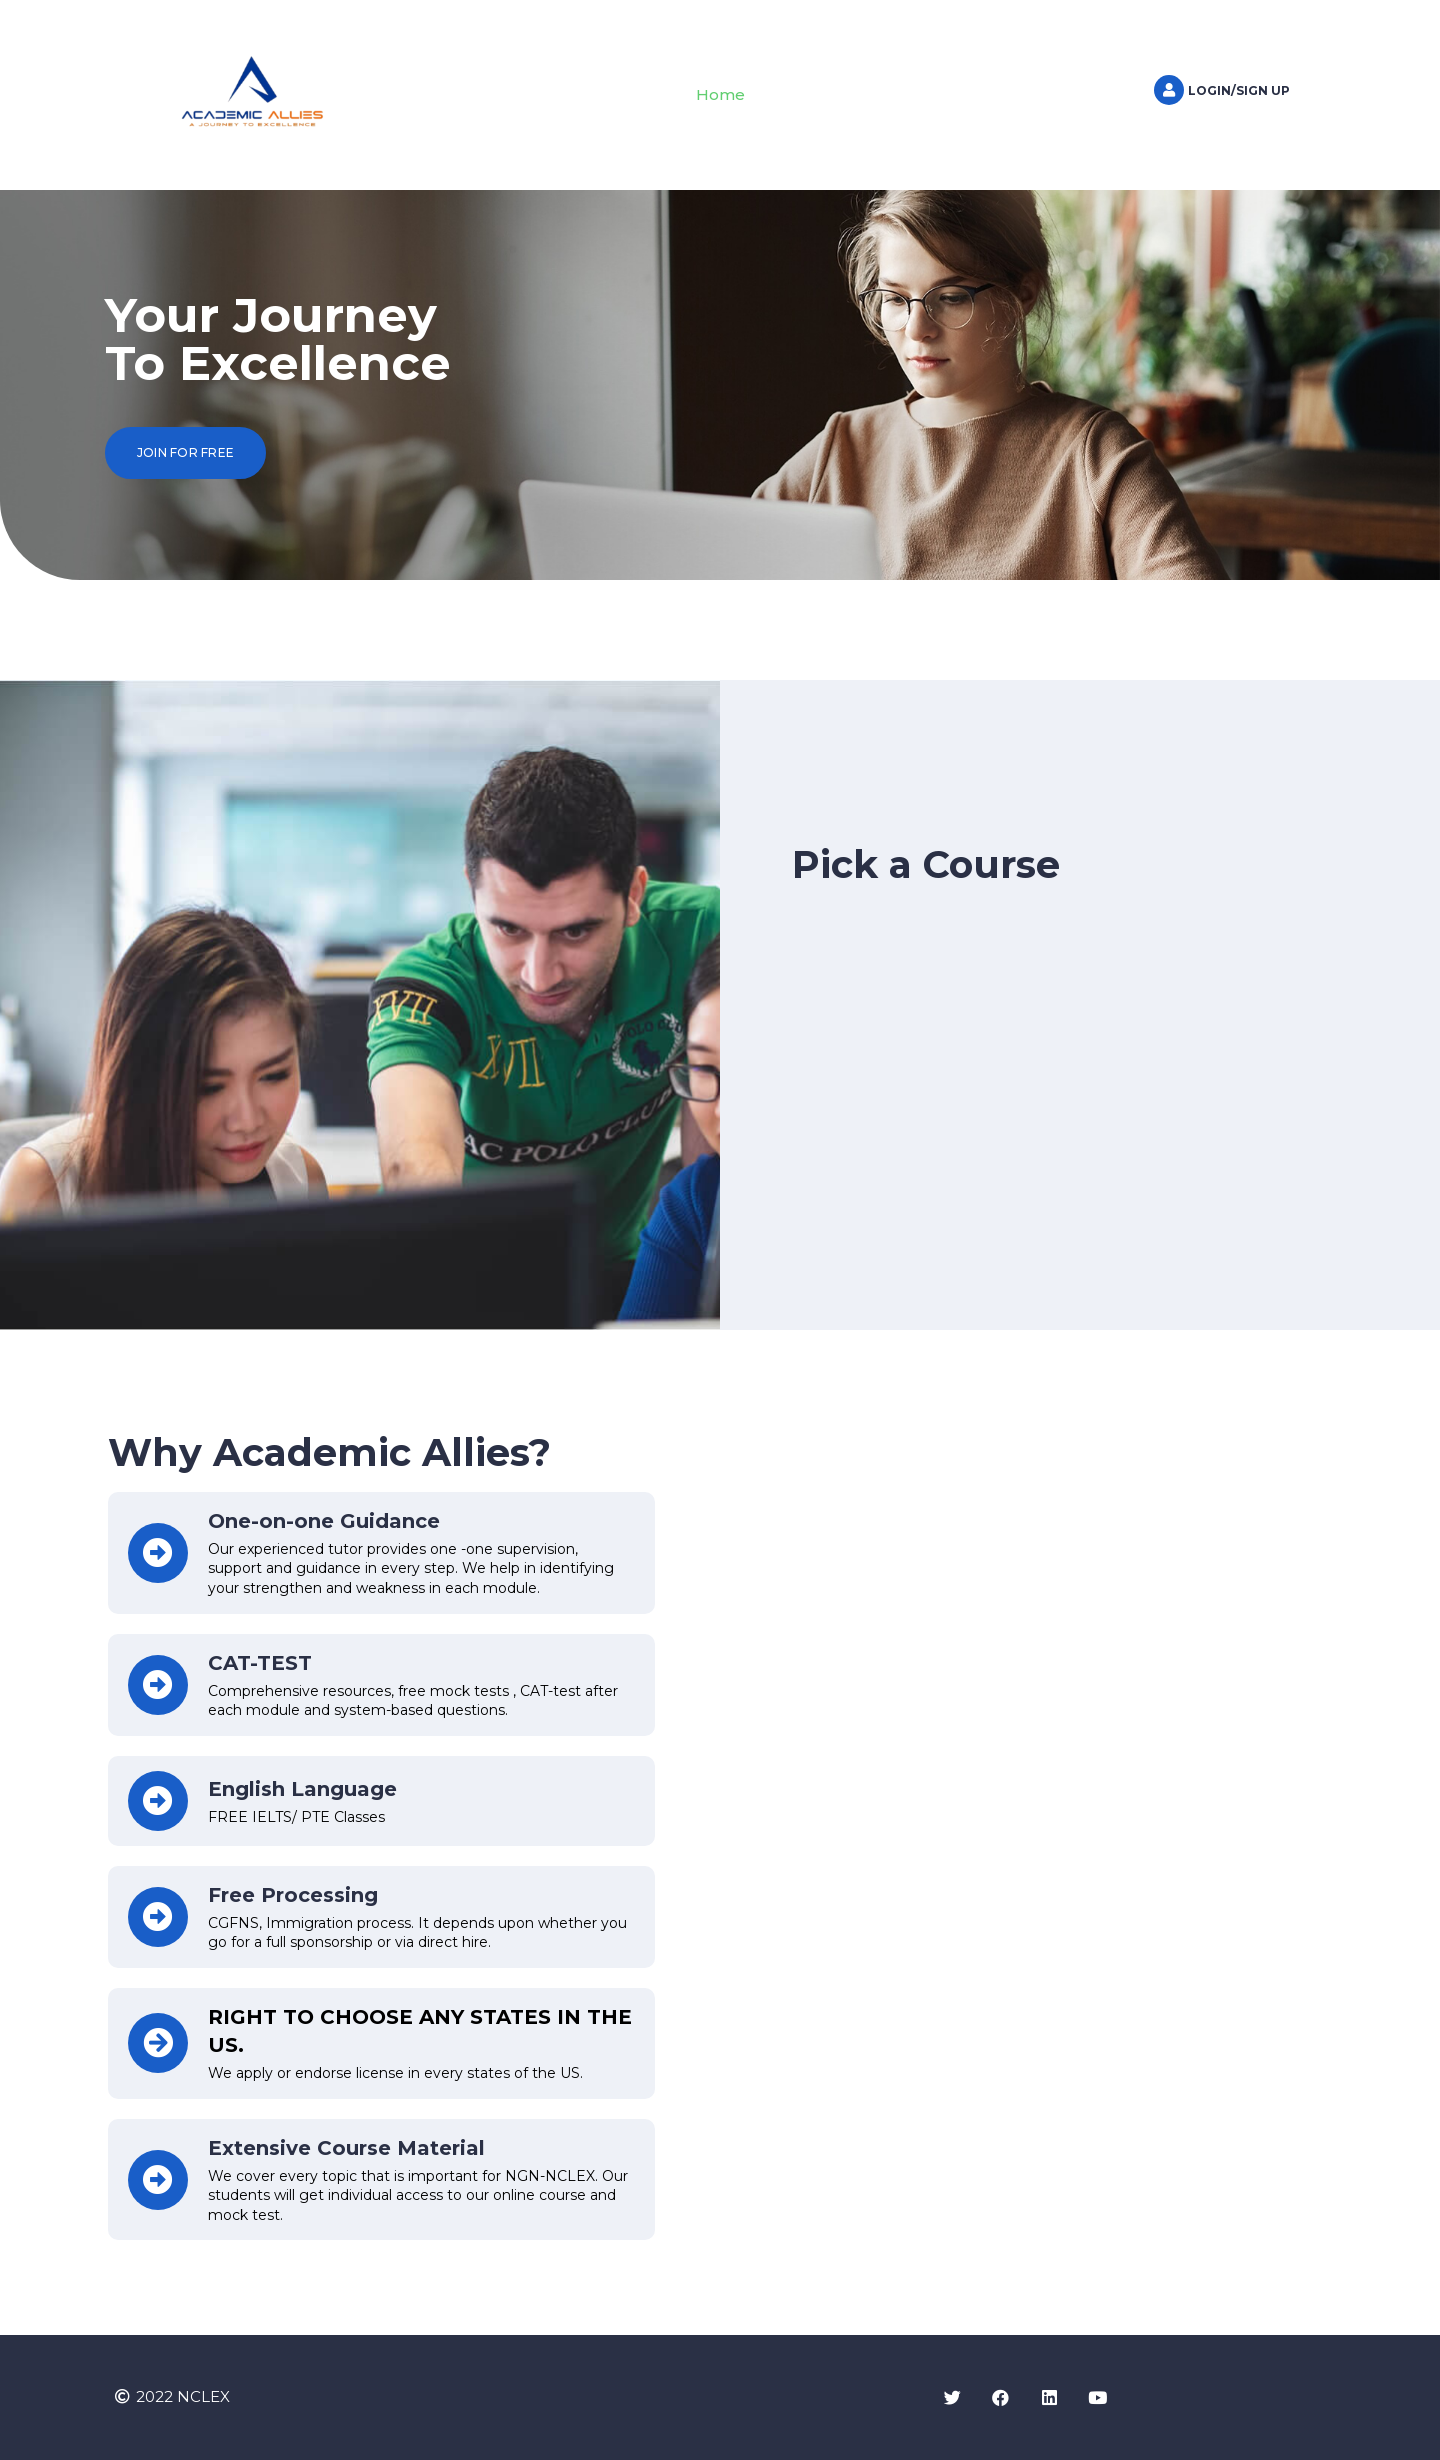 ACADEMIC ALLIES
A JOURNEY TO EXCELLENCE
Home
LOGIN/SIGN UP
Your Journey
To Excellence
JOIN FOR FREE
XVII
XVII
POLO CLU
AC POLO CLUB
Pick a Course
Why Academic Allies?
One-on-one Guidance
Our experienced tutor provides one -one supervision,
support and guidance in every step. We help in identifying
your strengthen and weakness in each module.
CAT-TEST
Comprehensive resources, free mock tests , CAT-test after
each module and system-based questions.
English Language
FREE IELTS/ PTE Classes
Free Processing
CGFNS, Immigration process. It depends upon whether you
go for a full sponsorship or via direct hire.
RIGHT TO CHOOSE ANY STATES IN THE
US.
We apply or endorse license in every states of the US.
Extensive Course Material
We cover every topic that is important for NGN-NCLEX. Our
students will get individual access to our online course and
mock test.
© 2022 NCLEX